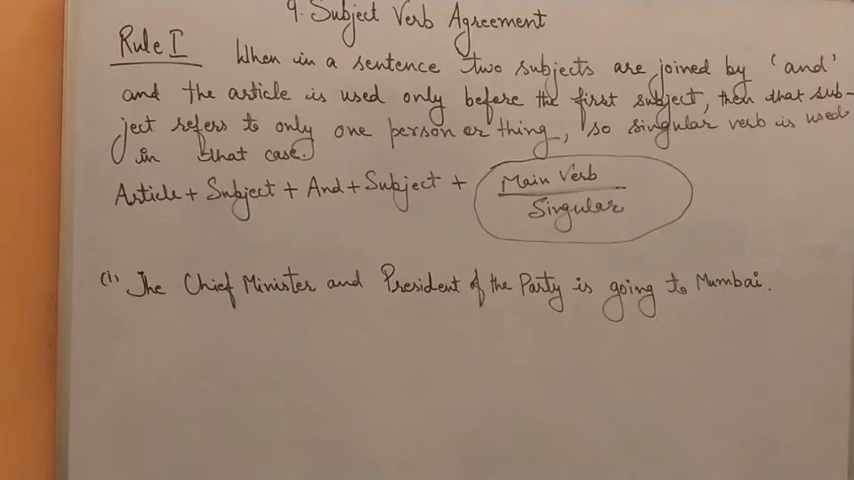 9. Subject Verb Agreement
Rule I When in a sentence two subjects are joined by 'and'
and the article is used only before the first subject, then that sub-
ject refers to only one person or thing, so singular verb is used
in that case.
Article + Subject + And + Subject + Main Verb
Singular
(i) The Chief Minister and President of the Party is going to Mumbai.